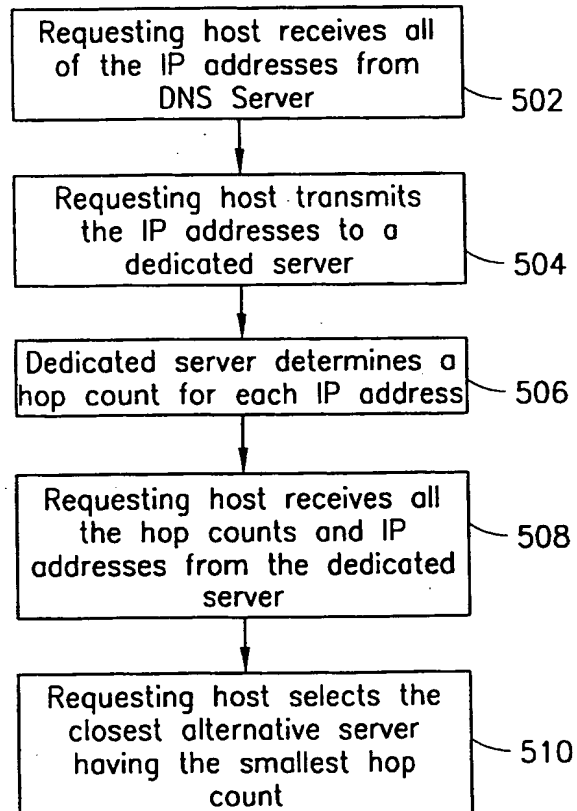 Requesting host receives all
of the IP addresses from
DNS Server
502
Requesting host transmits
the IP addresses to a
dedicated server
504
Dedicated server determines a
hop count for each IP address
506
Requesting host receives all
the hop counts and IP
addresses from the dedicated
server
508
Requesting host selects the
closest alternative server
having the smallest hop
count
510